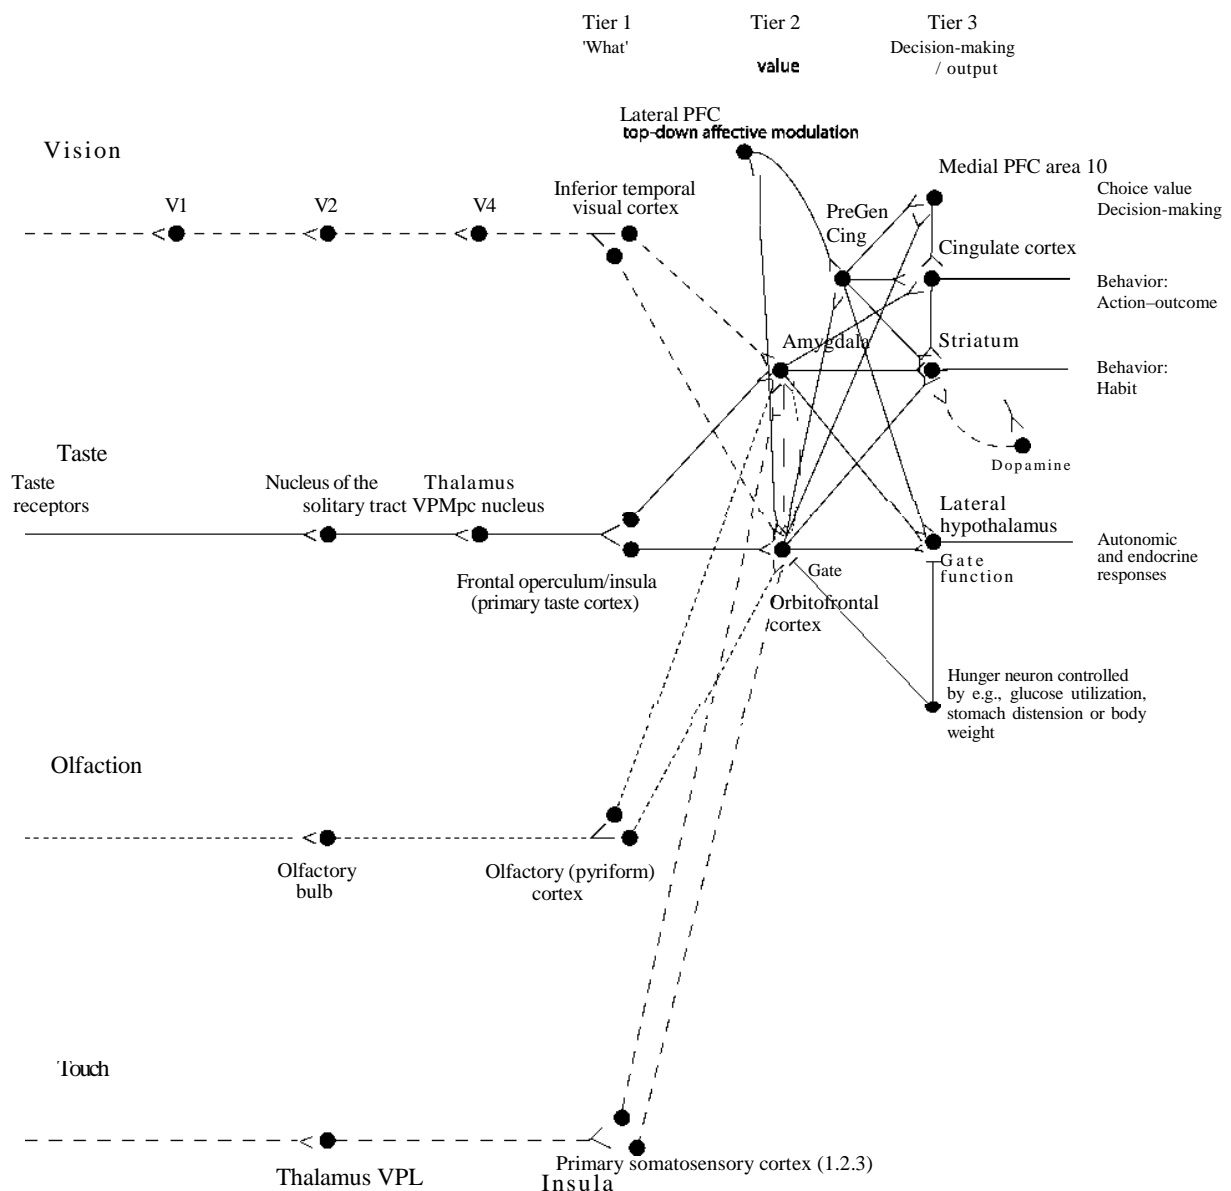 Tier 1
'What'
Tier 2
value
Tier 3
Decision-making
/ output
Lateral PFC
top-down affective modulation
Vision
V1
V2
V4
Inferior temporal
visual cortex
PreGen
Cing
Medial PFC area 10
Choice value
Decision-making
Cingulate cortex
Behavior:
Action–outcome
Amygdala
Striatum
Behavior:
Habit
Dopamine
Taste
Taste
receptors
Nucleus of the
solitary tract
Thalamus
VPMpc nucleus
Frontal operculum/insula
(primary taste cortex)
Gate
Orbitofrontal
cortex
Lateral
hypothalamus
Gate
function
Autonomic
and endocrine
responses
Hunger neuron controlled
by e.g., glucose utilization,
stomach distension or body
weight
Olfaction
Olfactory
bulb
Olfactory (pyriform)
cortex
Touch
Thalamus VPL
Primary somatosensory cortex (1.2.3)
Insula